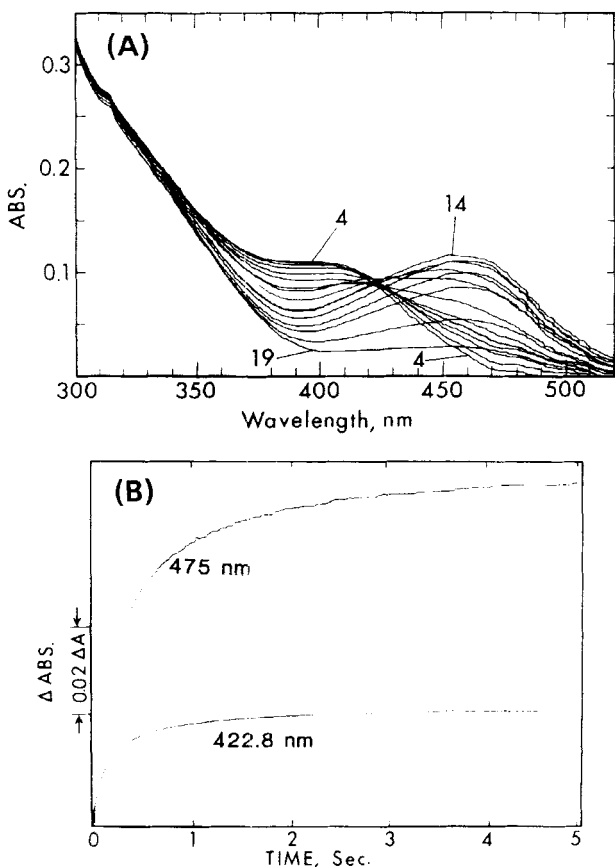 (A)
0.3
0.2
0.1
ABS.
4
14
19
4
300
350
400
450
500
Wavelength, nm
(B)
475 nm
422.8 nm
Δ ABS.
0.02 ΔA
0
1
2
3
4
5
TIME, Sec.